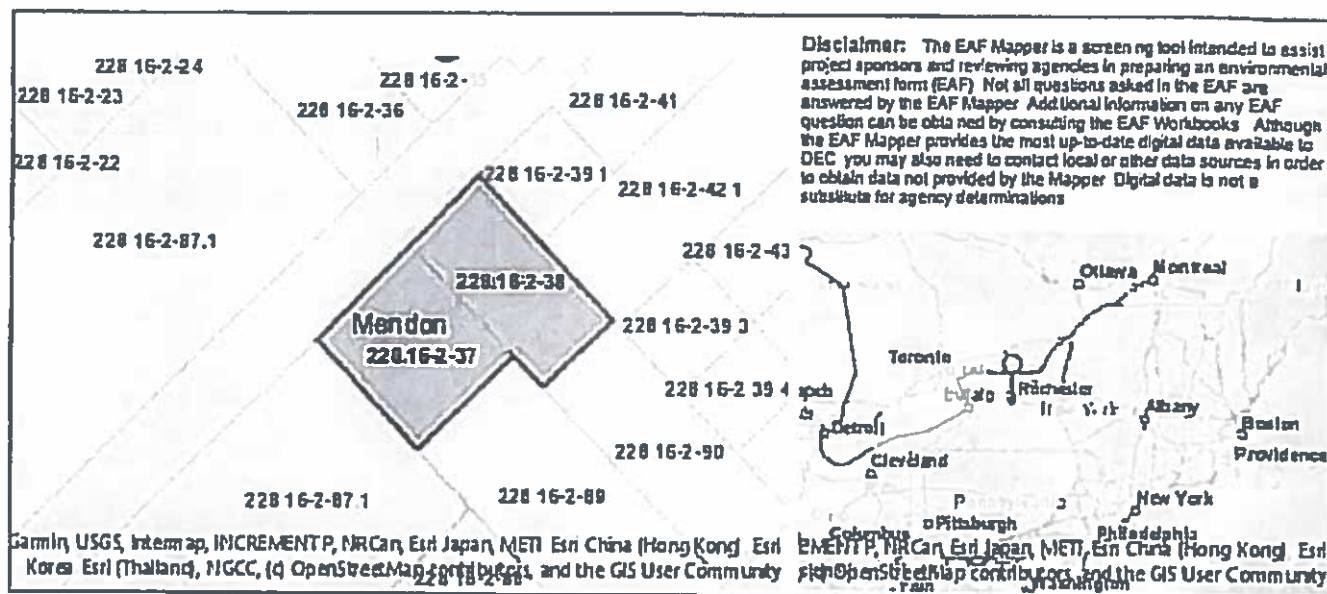 228 16-2-24
228 16-2-23
228 16-2-36
228 16-2-
228 16-2-41
228 16-2-22
228 16-2-39 1
228 16-2-42 1
228 16-2-87.1
228 16-2-43
228.16-2-38
Mendon
228.16-2-37
228 16-2-39 3
228 16-2 39 4
228 16-2-90
228 16-2-87.1
228 16-2-89
Garmin, USGS, Intermap, INCREMENT P, NRCan, Esri Japan, METI Esri China (Hong Kong) Esri
Korea Esri (Thailand), NGCC, (c) OpenStreetMap contributors, and the GIS User Community
Disclaimer: The EAF Mapper is a screen ng tool intended to assist
project sponsors and reviewing agencies in preparing an environmental
assessment form (EAF) Not all questions asked in the EAF are
answered by the EAF Mapper Additional information on any EAF
question can be obta ned by consulting the EAF Workbooks Although
the EAF Mapper provides the most up-to-date digital data available to
DEC you may also need to contact local or other data sources in order
to obtain data not provided by the Mapper Digital data is not a
substitute for agency determinations
Ottawa
Montreal
Toronto
Rochester
Detroit
Albany
Boston
Providence
Cleveland
New York
Pittsburgh
Philadelphia
Columbus
EMENT P, NRCan, Esri Japan, METI, Esri China (Hong Kong) Esri
OpenStreetMap contributors, and the GIS User Community
Washington